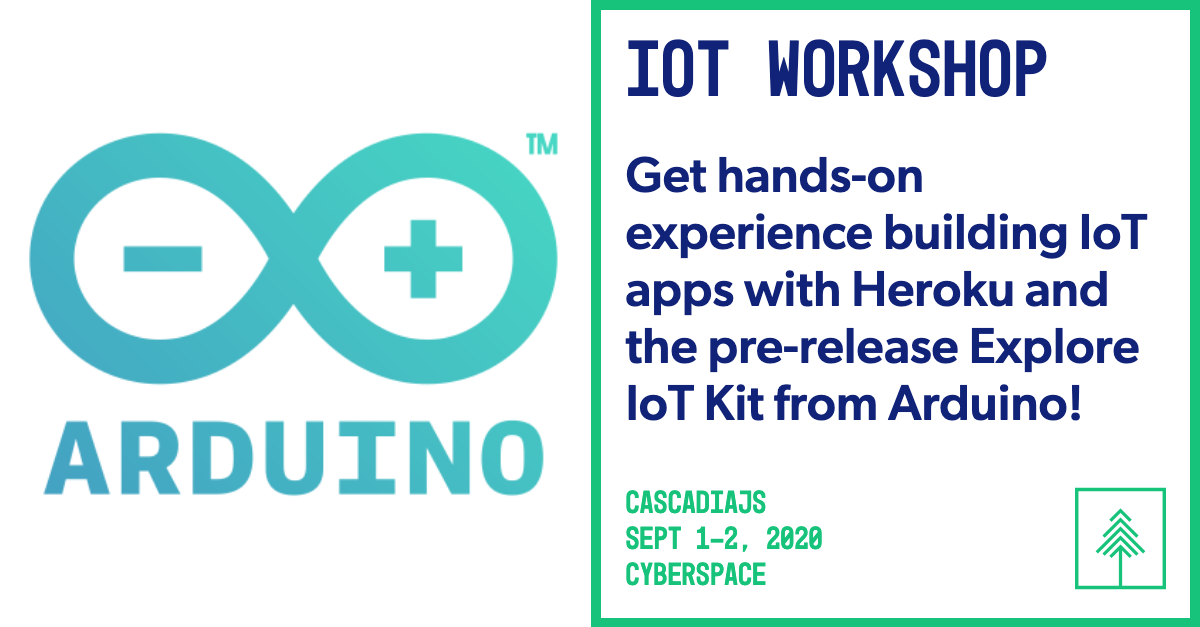 TM
ARDUINO
IOT WORKSHOP
Get hands-on
experience building IoT
apps with Heroku and
the pre-release Explore
IoT Kit from Arduino!
CASCADIAJS
SEPT 1-2, 2020
CYBERSPACE